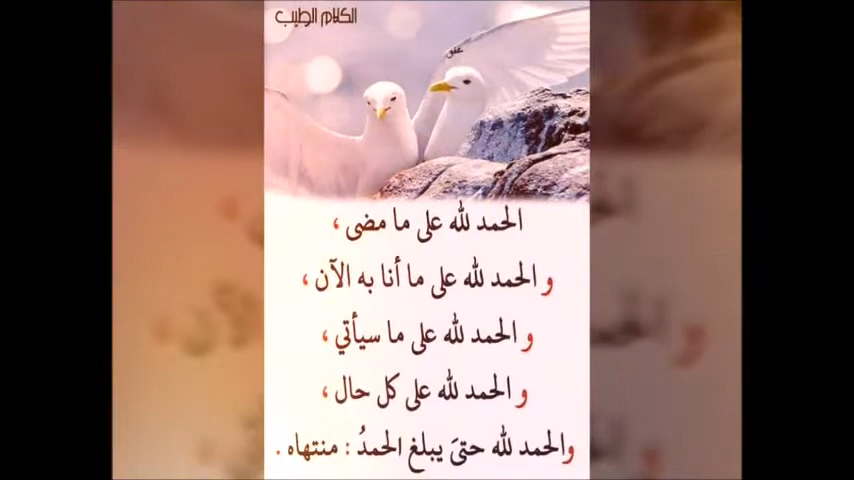 الكلام الطيب
الحمد لله على ما مضى ،
و الحمد لله على ما أنا به الآن ،
و الحمد لله على ما سيأتي ،
و الحمد لله على كل حال ،
والحمد لله حتىَ يبلغ الحمدُ : منتهاه .